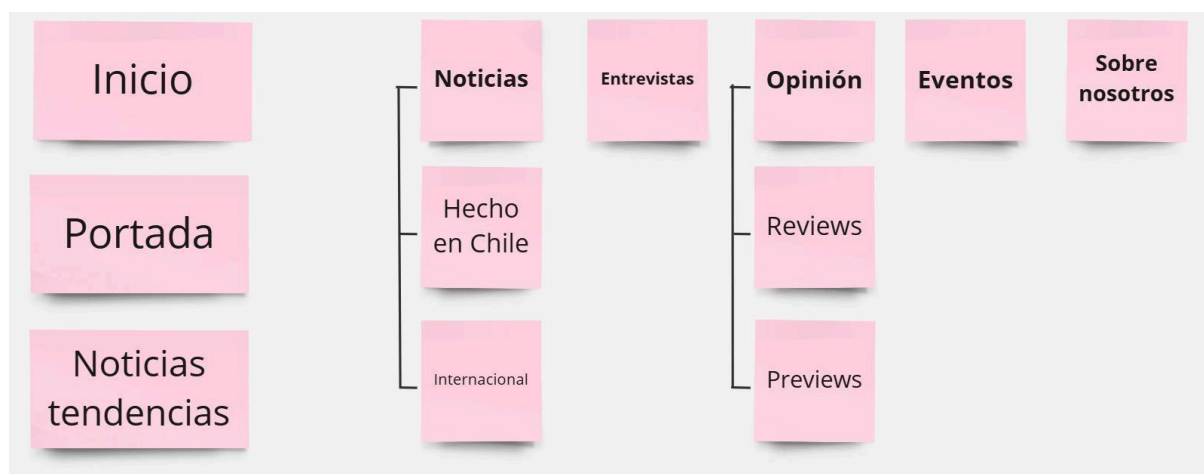 Inicio
Noticias
Entrevistas
Opinión
Eventos
Sobre
nosotros
Portada
Hecho
en Chile
Reviews
Noticias
tendencias
Internacional
Previews